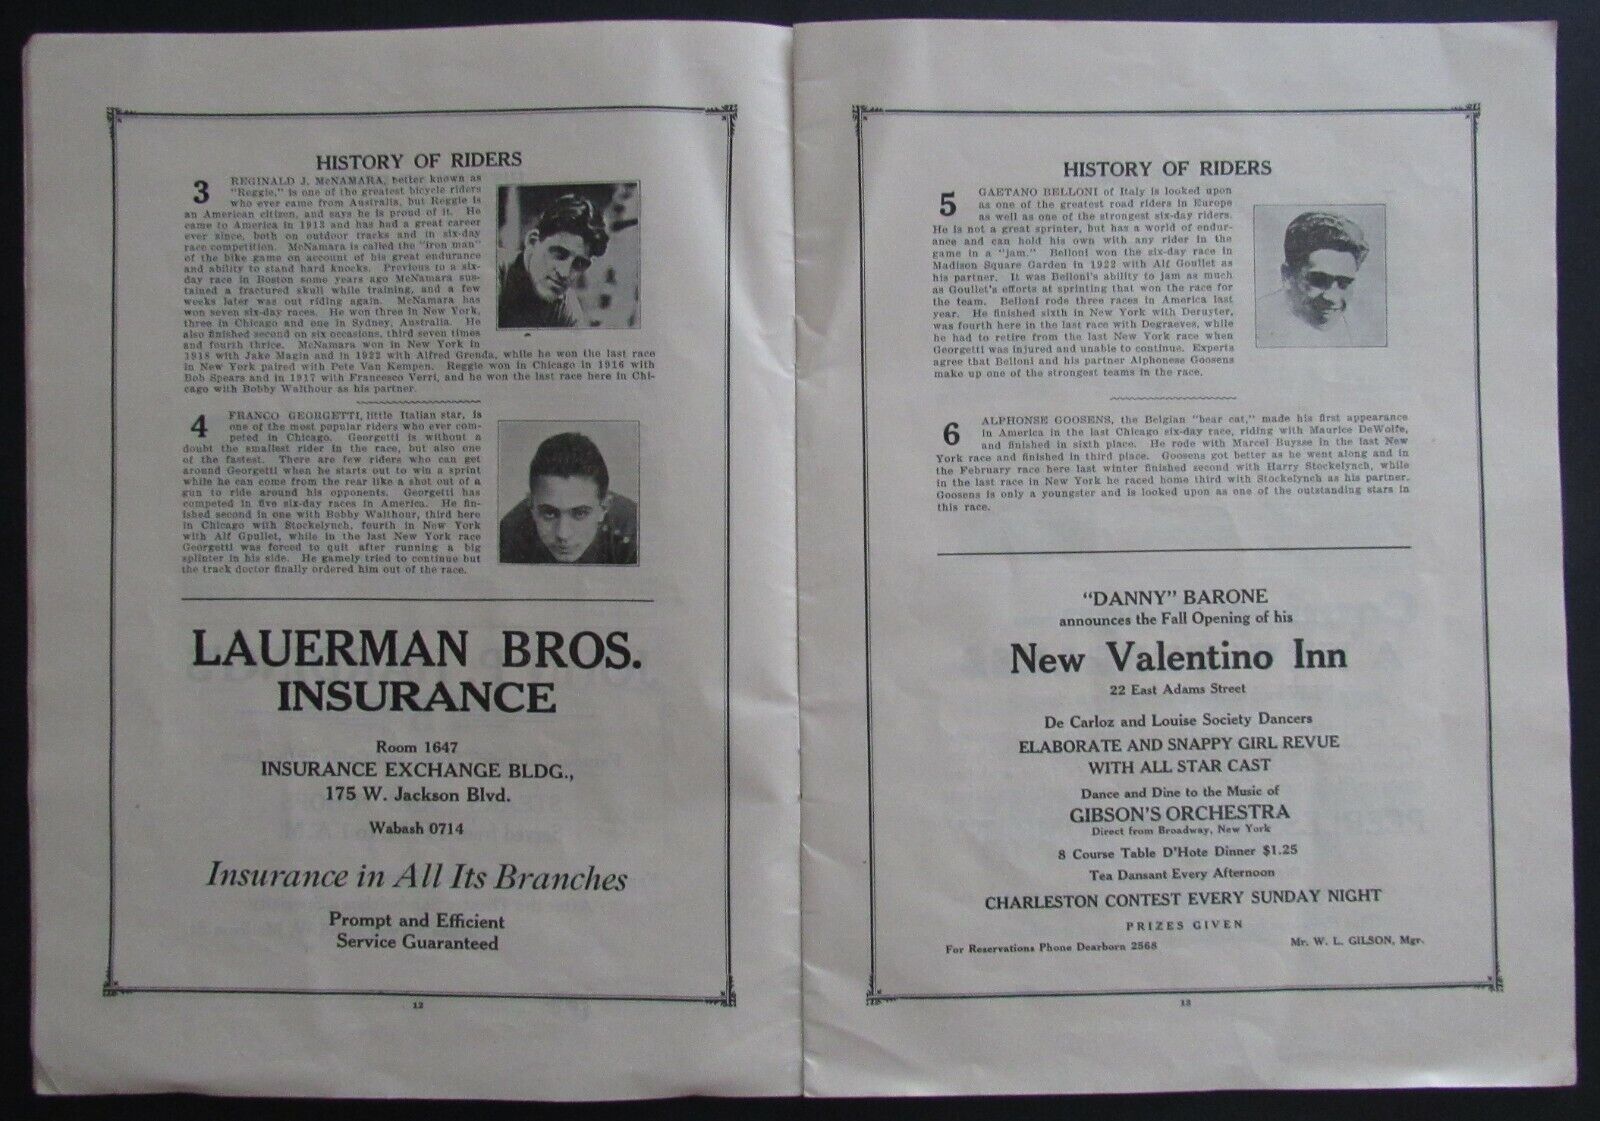 HISTORY OF RIDERS
3
REGINALD J. McNAMARA, better known as
"Reggie," is one of the greatest bicycle riders
who ever came from Australia, but Reggie is
an American citizen, and says he is proud of it. He
came to America in 1913 and has had a great career
ever since, both on outdoor tracks and in six-day
race competition. McNamara is called the "iron man"
of the bike game on account of his great endurance
and ability to stand hard knocks. Previous to a six-
day race in Boston some years ago McNamara sus-
tained a fractured skull while training, and a few
weeks later was out riding again. McNamara has
won seven six-day races. He won three in New York,
three in Chicago and one in Sydney, Australia. He
also finished second on six occasions, third seven times
and fourth thrice. McNamara won in New York in
1918 with Jake Magin and in 1922 with Alfred Grenda, while he won the last race
in New York paired with Pete Van Kempen. Reggie won in Chicago in 1916 with
Bob Spears and in 1917 with Francesco Verri, and he won the last race here in Chi-
cago with Bobby Walthour as his partner.
4
FRANCO GEORGETTI, little Italian star, is
one of the most popular riders who ever com-
peted in Chicago. Georgetti is without a
doubt the smallest rider in the race, but also one
of the fastest. There are few riders who can get
around Georgetti when he starts out to win a sprint
while he can come from the rear like a shot out of a
gun to ride around his opponents. Georgetti has
competed in five six-day races in America. He fin-
ished second in one with Bobby Walthour, third here
in Chicago with Stockelynch, fourth in New York
with Alf Gpullet, while in the last New York race
Georgetti was forced to quit after running a big
splinter in his side. He gamely tried to continue but
the track doctor finally ordered him out of the race.
LAUERMAN BROS.
INSURANCE
Room 1647
INSURANCE EXCHANGE BLDG.,
175 W. Jackson Blvd.
Wabash 0714
Insurance in All Its Branches
Prompt and Efficient
Service Guaranteed
12
HISTORY OF RIDERS
5
GAETANO BELLONI of Italy is looked upon
as one of the greatest road riders in Europe
as well as one of the strongest six-day riders.
He is not a great sprinter, but has a world of endur-
ance and can hold his own with any rider in the
game in a "jam." Belloni won the six-day race in
Madison Square Garden in 1922 with Alf Goullet as
his partner. It was Belloni's ability to jam as much
as Goullet's efforts at sprinting that won the race for
the team. Belloni rode three races in America last
year. He finished sixth in New York with Deruyter,
was fourth here in the last race with Degraeves, while
he had to retire from the last New York race when
Georgetti was injured and unable to continue. Experts
agree that Belloni and his partner Alphonese Goosens
make up one of the strongest teams in the race.
6
ALPHONSE GOOSENS, the Belgian "bear cat," made his first appearance
in America in the last Chicago six-day race, riding with Maurice DeWolfe,
and finished in sixth place. He rode with Marcel Buysse in the last New
York race and finished in third place. Goosens got better as he went along and in
the February race here last winter finished second with Harry Stockelynch, while
in the last race in New York he raced home third with Stockelynch as his partner.
Goosens is only a youngster and is looked upon as one of the outstanding stars in
this race.
"DANNY" BARONE
announces the Fall Opening of his
New Valentino Inn
22 East Adams Street
De Carloz and Louise Society Dancers
ELABORATE AND SNAPPY GIRL REVUE
WITH ALL STAR CAST
Dance and Dine to the Music of
GIBSON'S ORCHESTRA
Direct from Broadway, New York
8 Course Table D'Hote Dinner $1.25
Tea Dansant Every Afternoon
CHARLESTON CONTEST EVERY SUNDAY NIGHT
PRIZES GIVEN
For Reservations Phone Dearborn 2568
Mr. W. L. GILSON, Mgr.
13